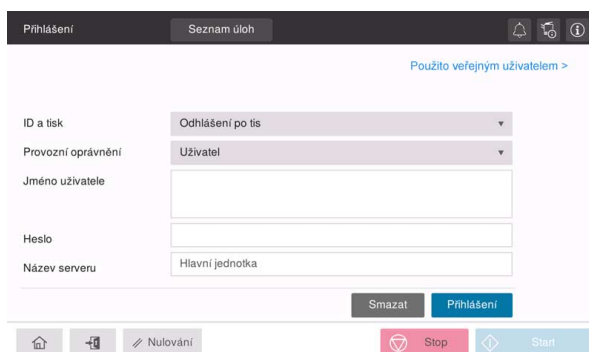 Přihlášení
Seznam úloh
Použito veřejným uživatelem >
ID a tisk
Odhlášení po tis
Provozní oprávnění
Uživatel
Jméno uživatele
Heslo
Název serveru
Hlavní jednotka
Smazat
Přihlášení
Nulování
Stop
Start